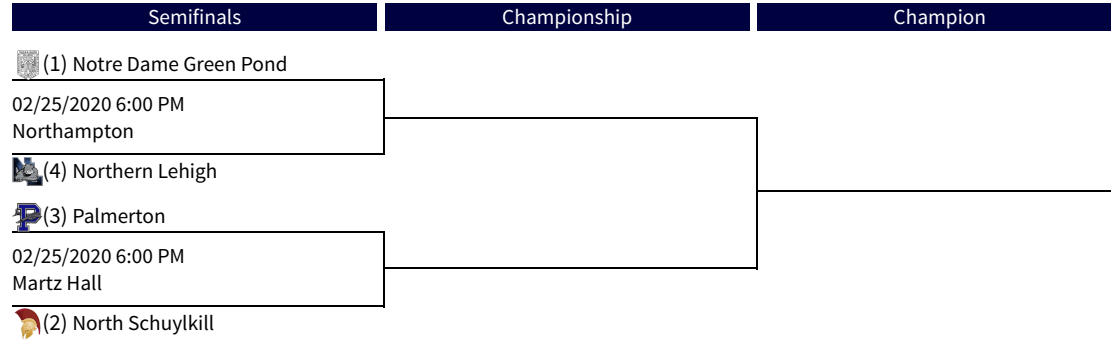 Semifinals
Championship
Champion
(1) Notre Dame Green Pond
02/25/2020 6:00 PM
Northampton
(4) Northern Lehigh
(3) Palmerton
02/25/2020 6:00 PM
Martz Hall
(2) North Schuylkill